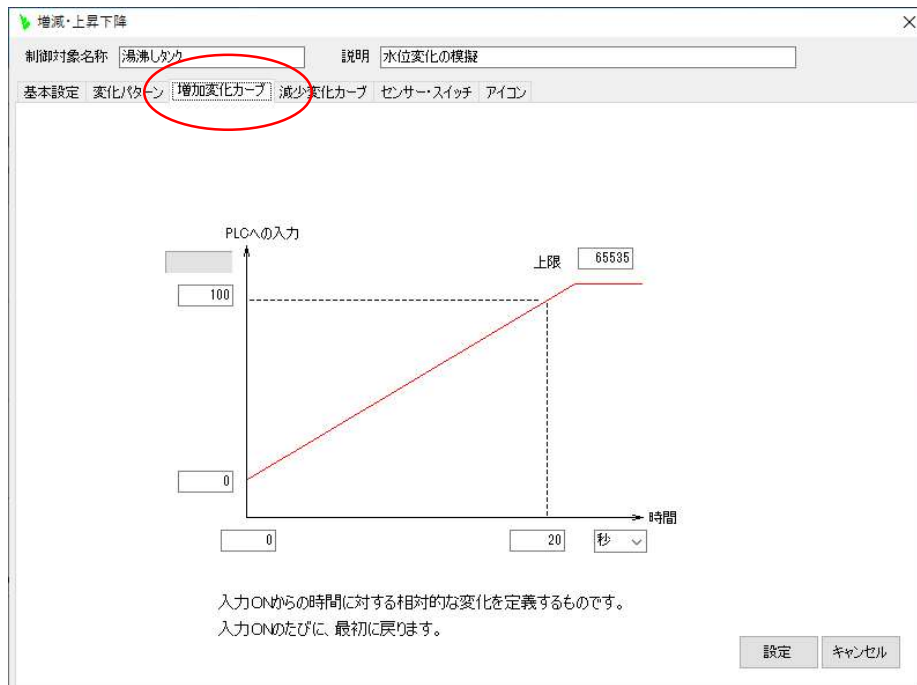 増減・上昇下降
制御対象名称 湯沸しタンク 説明 水位変化の模擬
基本設定 変化パターン 増加変化カーブ 減少変化カーブ センサー・スイッチ アイコン
PLCへの入力
上限 65535
100
0
時間
0 20 秒
入力ONからの時間に対する相対的な変化を定義するものです。
入力ONのたびに、最初に戻ります。
設定 キャンセル